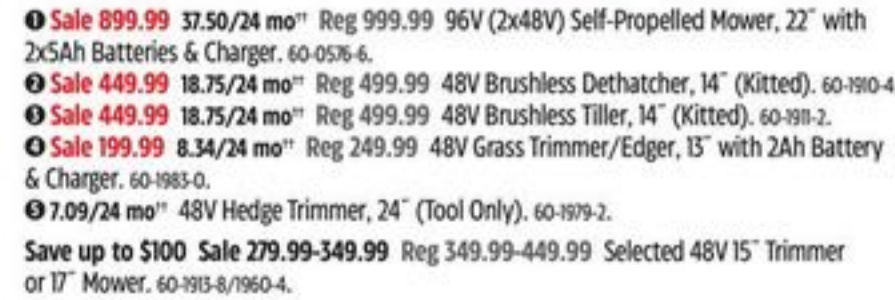 ❶ Sale 899.99 37.50/24 mo†† Reg 999.99 96V (2x48V) Self-Propelled Mower, 22˝ with
2x5Ah Batteries & Charger. 60-0576-6.
❷ Sale 449.99 18.75/24 mo†† Reg 499.99 48V Brushless Dethatcher, 14˝ (Kitted). 60-1910-4
❸ Sale 449.99 18.75/24 mo†† Reg 499.99 48V Brushless Tiller, 14˝ (Kitted). 60-1911-2.
❹ Sale 199.99 8.34/24 mo†† Reg 249.99 48V Grass Trimmer/Edger, 13˝ with 2Ah Battery
& Charger. 60-1983-0.
❺ 7.09/24 mo†† 48V Hedge Trimmer, 24˝ (Tool Only). 60-1979-2.
Save up to $100 Sale 279.99-349.99 Reg 349.99-449.99 Selected 48V 15˝ Trimmer
or 17˝ Mower. 60-1913-8/1960-4.